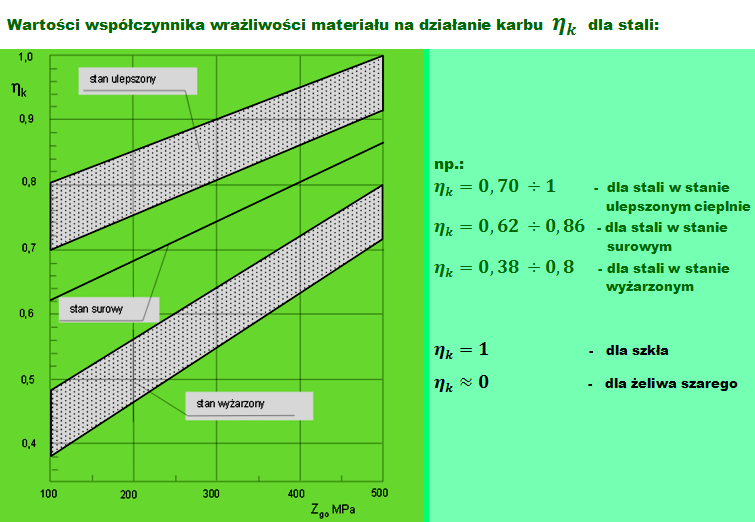 Wartości współczynnika wrażliwości materiału na działanie karbu ηk dla stali:
1,0
ηk
0,9
0,8
0,7
0,6
0,5
0,4
stan ulepszony
stan surowy
stan wyżarzony
100 200 300 400 500
Zgo MPa
np.:
ηk = 0,70 ÷ 1 - dla stali w stanie
ulepszonym cieplnie
ηk = 0,62 ÷ 0,86 - dla stali w stanie
surowym
ηk = 0,38 ÷ 0,8 - dla stali w stanie
wyżarzonym
ηk = 1 - dla szkła
ηk ≈ 0 - dla żeliwa szarego